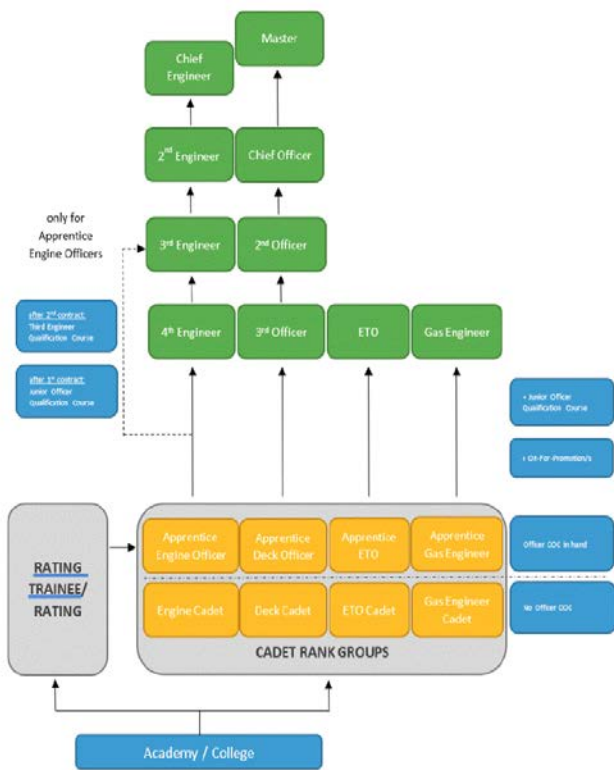 Master
Chief
Engineer
2nd Engineer
Chief Officer
only for
Apprentice
Engine Officers
3rd Engineer
2nd Officer
after 2nd contract:
Third Engineer
Qualification Course
4th Engineer
3rd Officer
ETO
Gas Engineer
after 1st contract:
Junior Officer
Qualification Course
+ Junior Officer
Qualification Course
RATING
TRAINEE/
RATING
Apprentice
Engine Officer
Apprentice
Deck Officer
Apprentice
ETO
Apprentice
Gas Engineer
Officer COC in hand
Engine Cadet
Deck Cadet
ETO Cadet
Gas Engineer
Cadet
No Officer COC
CADET RANK GROUPS
Academy / College